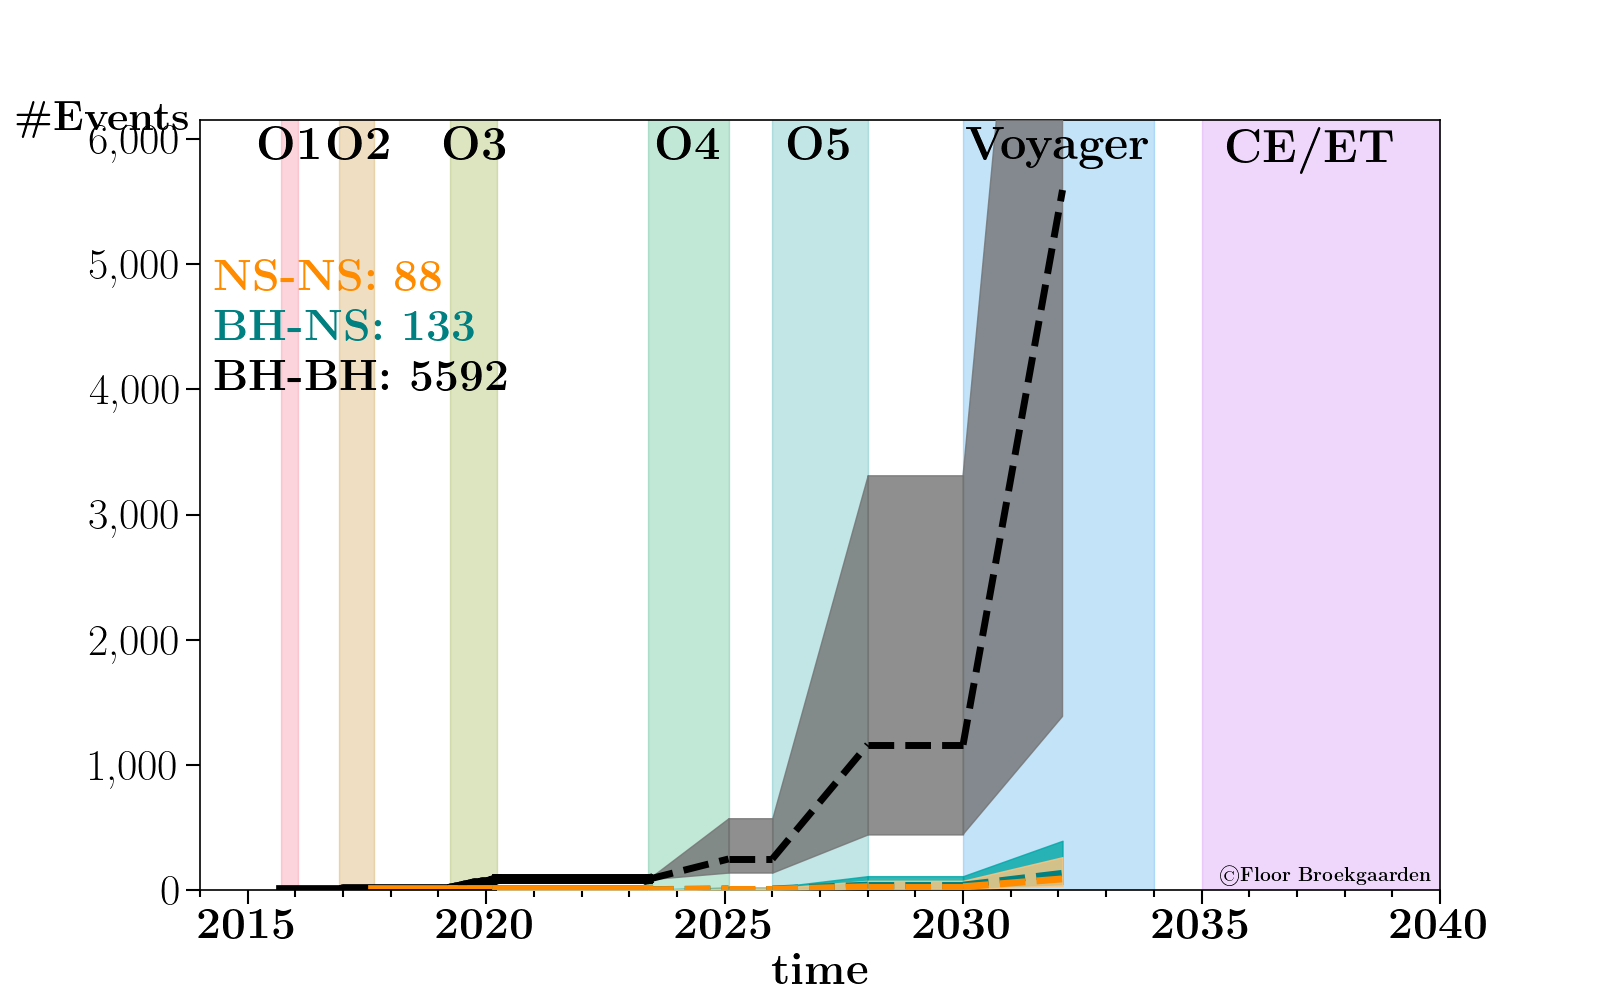 #Events
6,000
O1 O2 O3 O4 O5 Voyager CE/ET
5,000
NS-NS: 88
BH-NS: 133
4,000
BH-BH: 5592
3,000
2,000
1,000
0
©Floor Broekgaarden
2015 2020 2025 2030 2035 2040
time